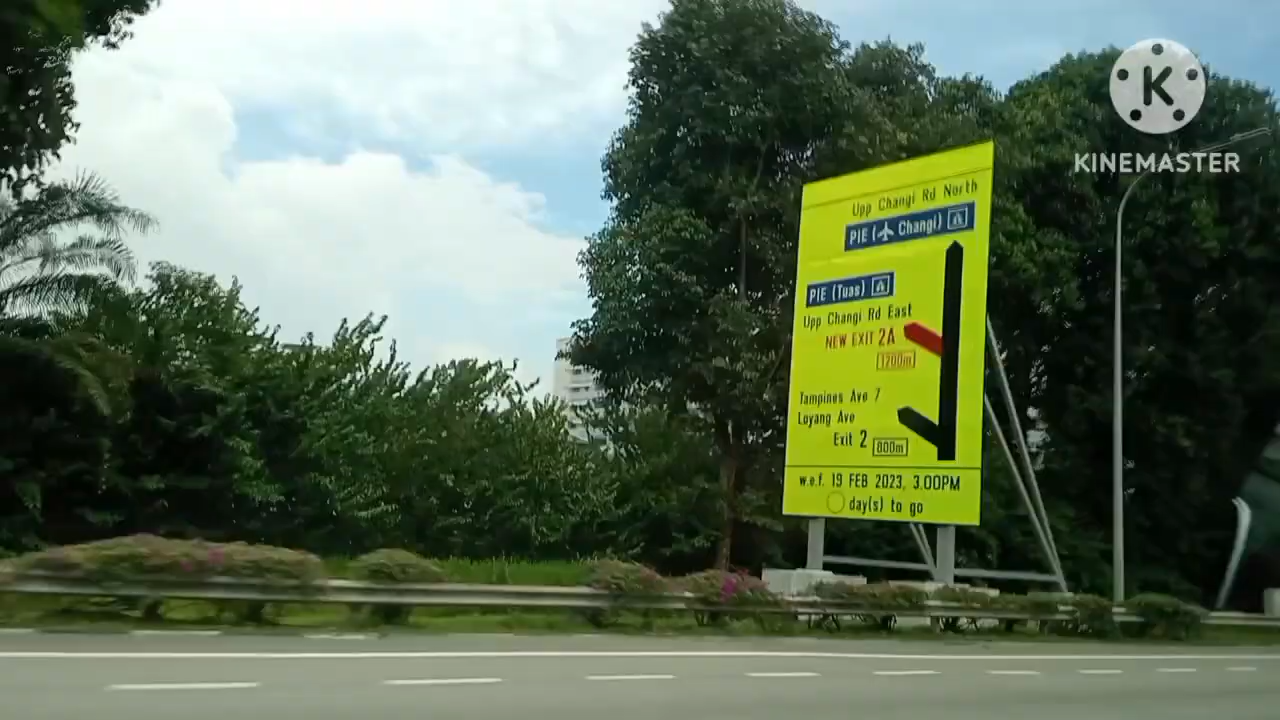 K
KINEMASTER
Upp Changi Rd North
PIE (✈ Changi)
PIE (Tuas)
Upp Changi Rd East
NEW EXIT 2A
1200m
Tampines Ave 7
Loyang Ave
Exit 2 800m
w.e.f. 19 FEB 2023, 3.00PM
day(s) to go